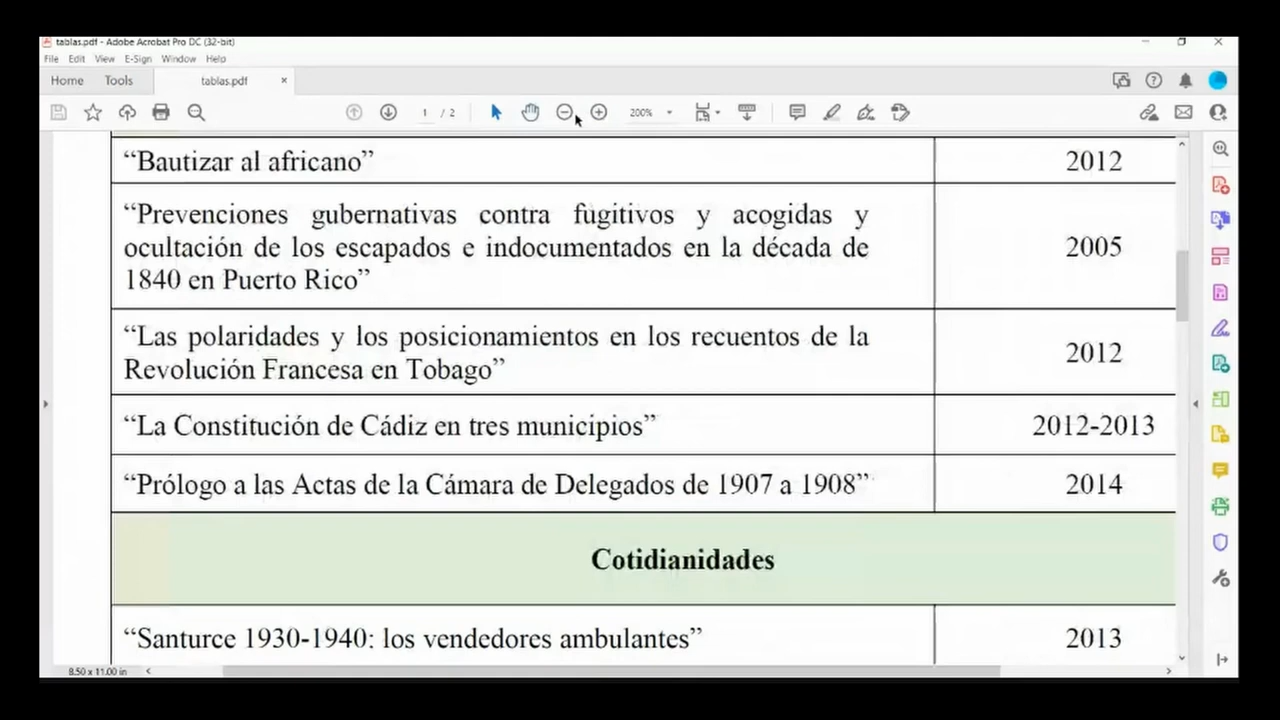 tablas.pdf - Adobe Acrobat Pro DC (32-bit)
File Edit View E-Sign Window Help
Home Tools tablas.pdf
1 / 2 200%
“Bautizar al africano” 2012
“Prevenciones gubernativas contra fugitivos y acogidas y
ocultación de los escapados e indocumentados en la década de
1840 en Puerto Rico” 2005
“Las polaridades y los posicionamientos en los recuentos de la
Revolución Francesa en Tobago” 2012
“La Constitución de Cádiz en tres municipios” 2012-2013
“Prólogo a las Actas de la Cámara de Delegados de 1907 a 1908” 2014
Cotidianidades
“Santurce 1930-1940: los vendedores ambulantes” 2013
8.50 x 11.00 in